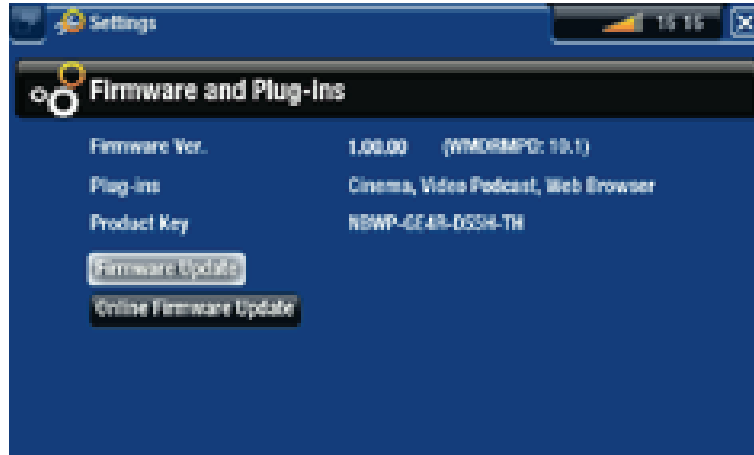 Settings
16 16
Firmware and Plug-ins
Firmware Ver. 1.00.00 (WMDRMPD: 10.1)
Plug-ins Cinema, Video Podcast, Web Browser
Product Key
Firmware Update
Online Firmware Update